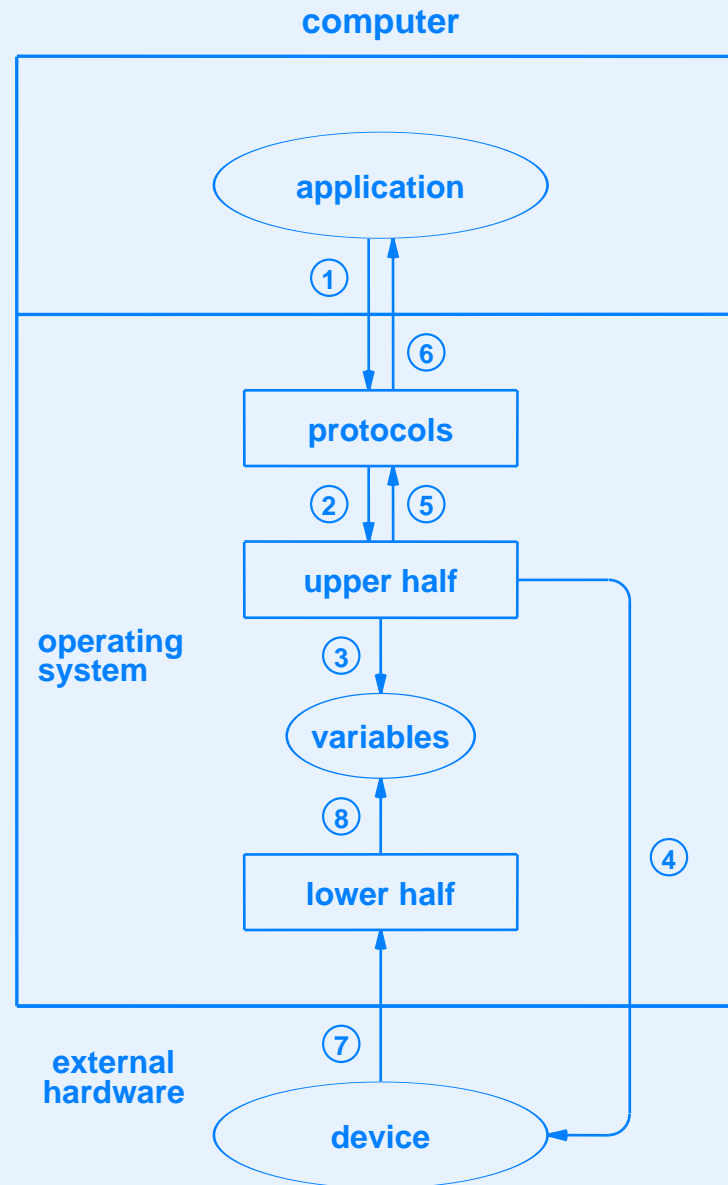 computer
application
1
6
protocols
2
5
upper half
operating
system
3
variables
8
4
lower half
7
external
hardware
device